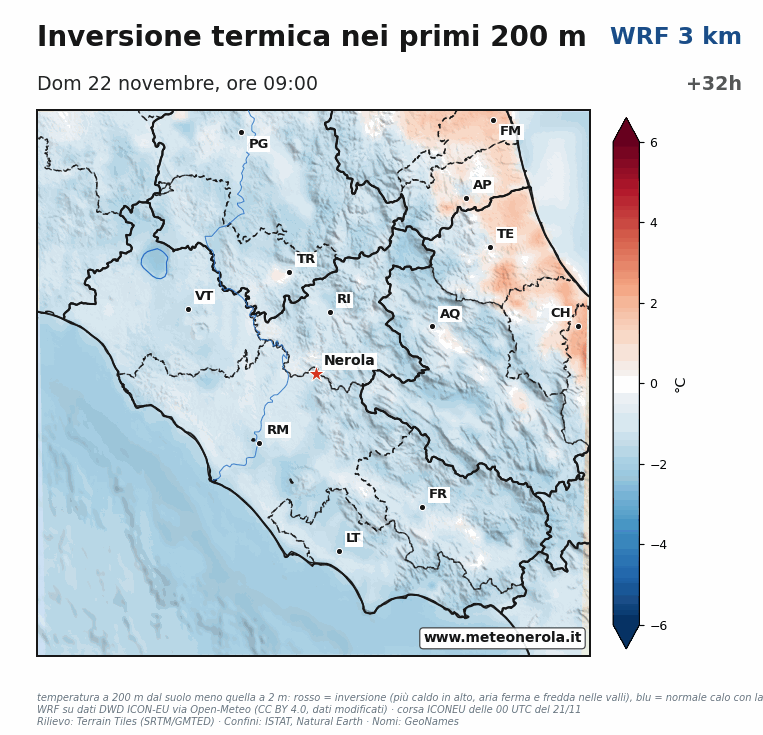 Inversione termica nei primi 200 m WRF 3 km
Dom 22 novembre, ore 09:00 +32h
FM
PG
AP
TE
TR
VT
RI
AQ
CH
Nerola
RM
FR
LT
6
4
2
0
−2
−4
−6
°C
www.meteonerola.it
temperatura a 200 m dal suolo meno quella a 2 m: rosso = inversione (più caldo in alto, aria ferma e fredda nelle valli), blu = normale calo con la
WRF su dati DWD ICON-EU via Open-Meteo (CC BY 4.0, dati modificati) · corsa ICONEU delle 00 UTC del 21/11
Rilievo: Terrain Tiles (SRTM/GMTED) · Confini: ISTAT, Natural Earth · Nomi: GeoNames